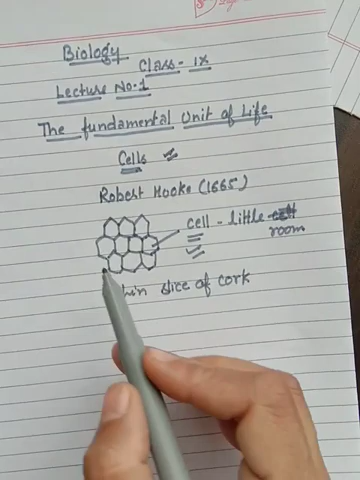 Biology
Class - IX
Lecture No. 1
The fundamental Unit of Life
Cells
Robert Hooke (1665)
cell - little
room
slice of cork